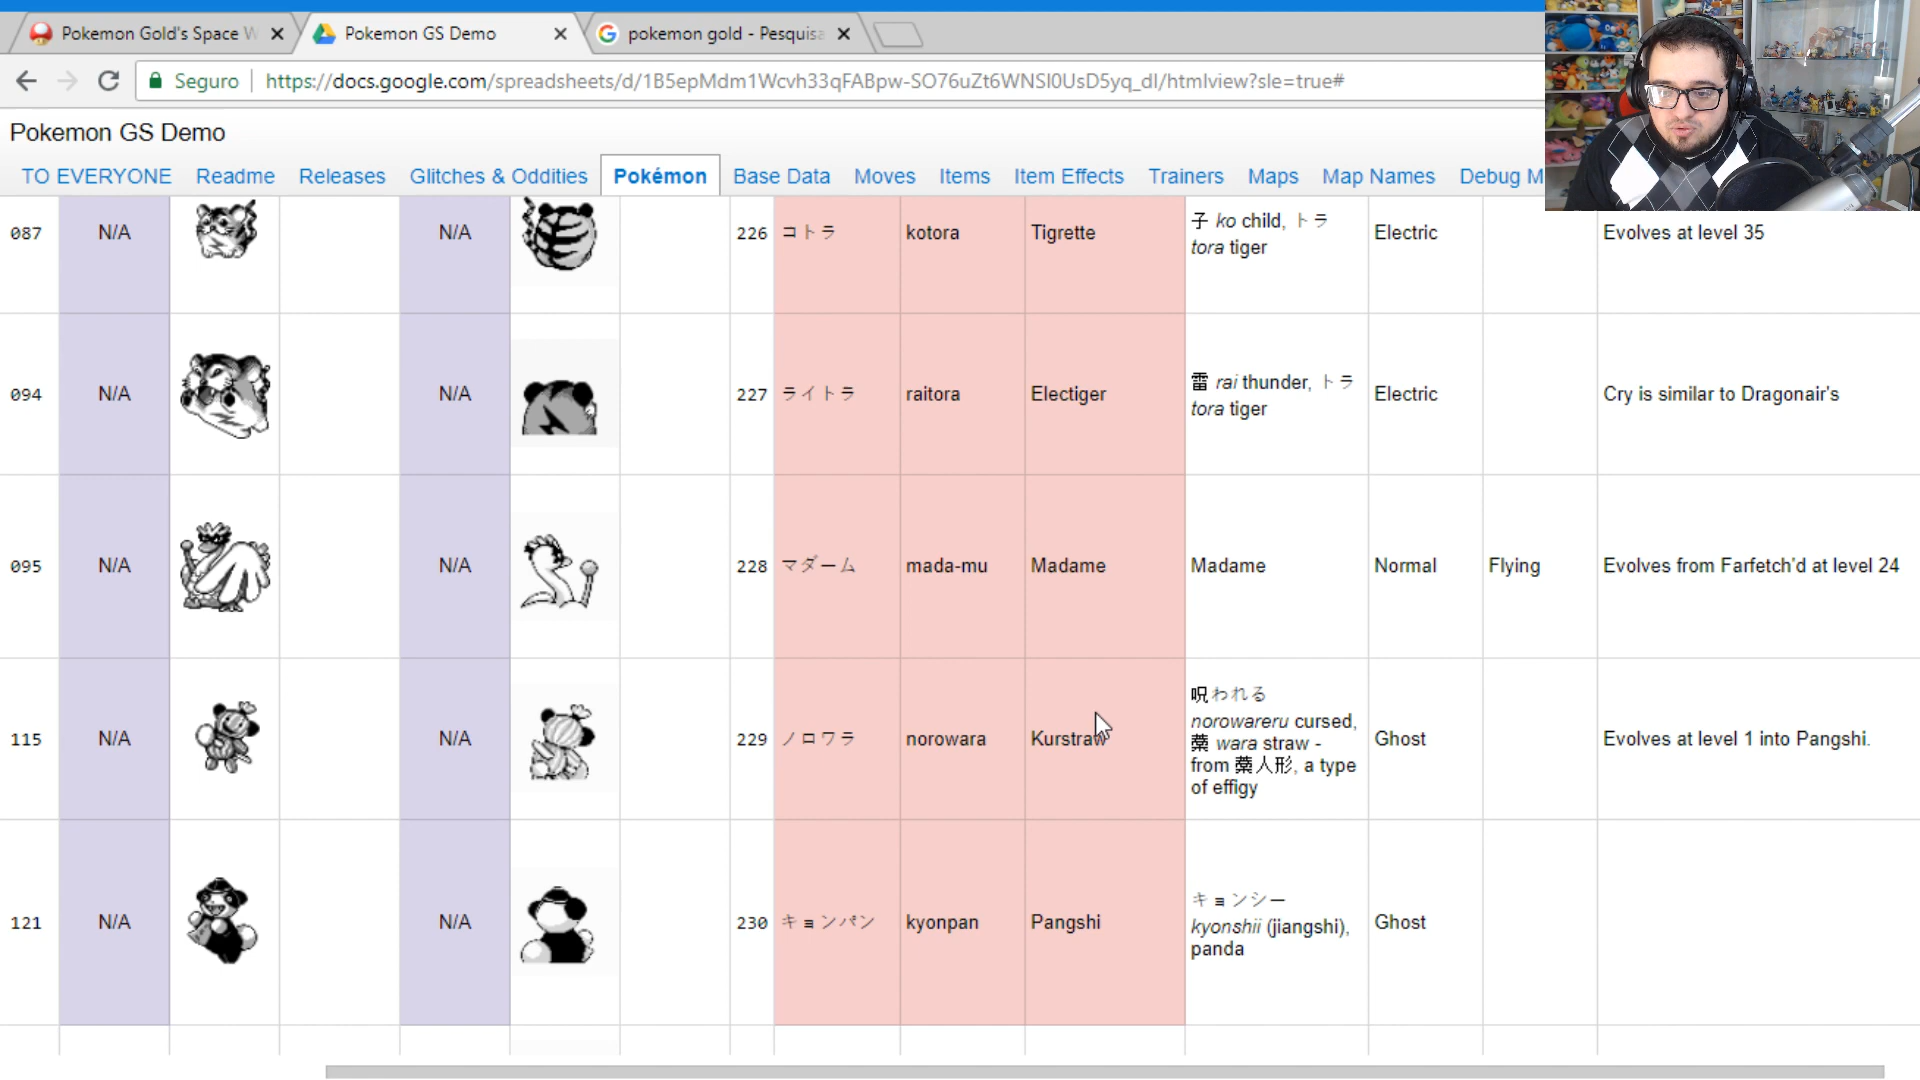 Pokemon Gold's Space W
Pokemon GS Demo
pokemon gold - Pesquisa
Seguro
https://docs.google.com/spreadsheets/d/1B5epMdm1Wcvh33qFABpw-SO76uZt6WNSl0UsD5yq_dl/htmlview?sle=true#
Pokemon GS Demo
TO EVERYONE Readme Releases Glitches & Oddities Pokémon Base Data Moves Items Item Effects Trainers Maps Map Names Debug M
087 N/A N/A 226 コトラ kotora Tigrette 子 ko child, トラ Electric Evolves at level 35
tora tiger
094 N/A N/A 227 ライトラ raitora Electiger 雷 rai thunder, トラ Electric Cry is similar to Dragonair's
tora tiger
095 N/A N/A 228 マダーム mada-mu Madame Madame Normal Flying Evolves from Farfetch'd at level 24
呪われる
norowareru cursed,
115 N/A N/A 229 ノロワラ norowara Kurstraw 藁 wara straw - Ghost Evolves at level 1 into Pangshi.
from 藁人形, a type
of effigy
キョンシー
121 N/A N/A 230 キョンパン kyonpan Pangshi kyonshii (jiangshi), Ghost
panda